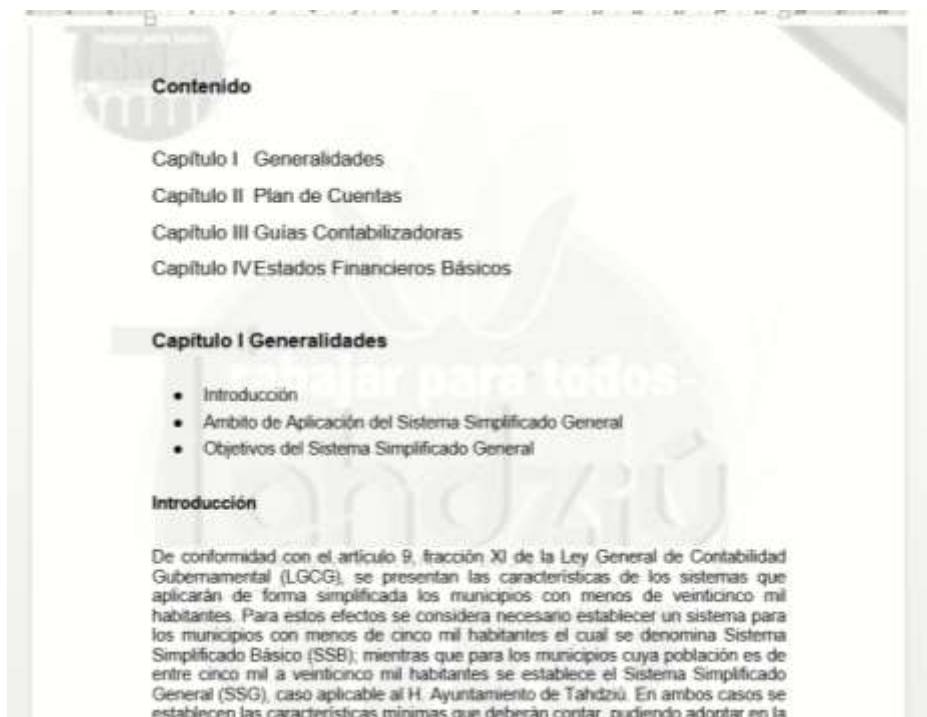 trabajar para todos
Contenido
Capítulo I Generalidades
Capítulo II Plan de Cuentas
Capítulo III Guías Contabilizadoras
Capítulo IV Estados Financieros Básicos
Capítulo I Generalidades
trabajar para todos
● Introducción
● Ambito de Aplicación del Sistema Simplificado General
● Objetivos del Sistema Simplificado General
Tahdziú
Introducción
De conformidad con el artículo 9, fracción XI de la Ley General de Contabilidad
Gubernamental (LGCG), se presentan las características de los sistemas que
aplicarán de forma simplificada los municipios con menos de veinticinco mil
habitantes. Para estos efectos se considera necesario establecer un sistema para
los municipios con menos de cinco mil habitantes el cual se denomina Sistema
Simplificado Básico (SSB); mientras que para los municipios cuya población es de
entre cinco mil a veinticinco mil habitantes se establece el Sistema Simplificado
General (SSG), caso aplicable al H. Ayuntamiento de Tahdziú. En ambos casos se
establecen las características mínimas que deberán contar, pudiendo adoptar en la